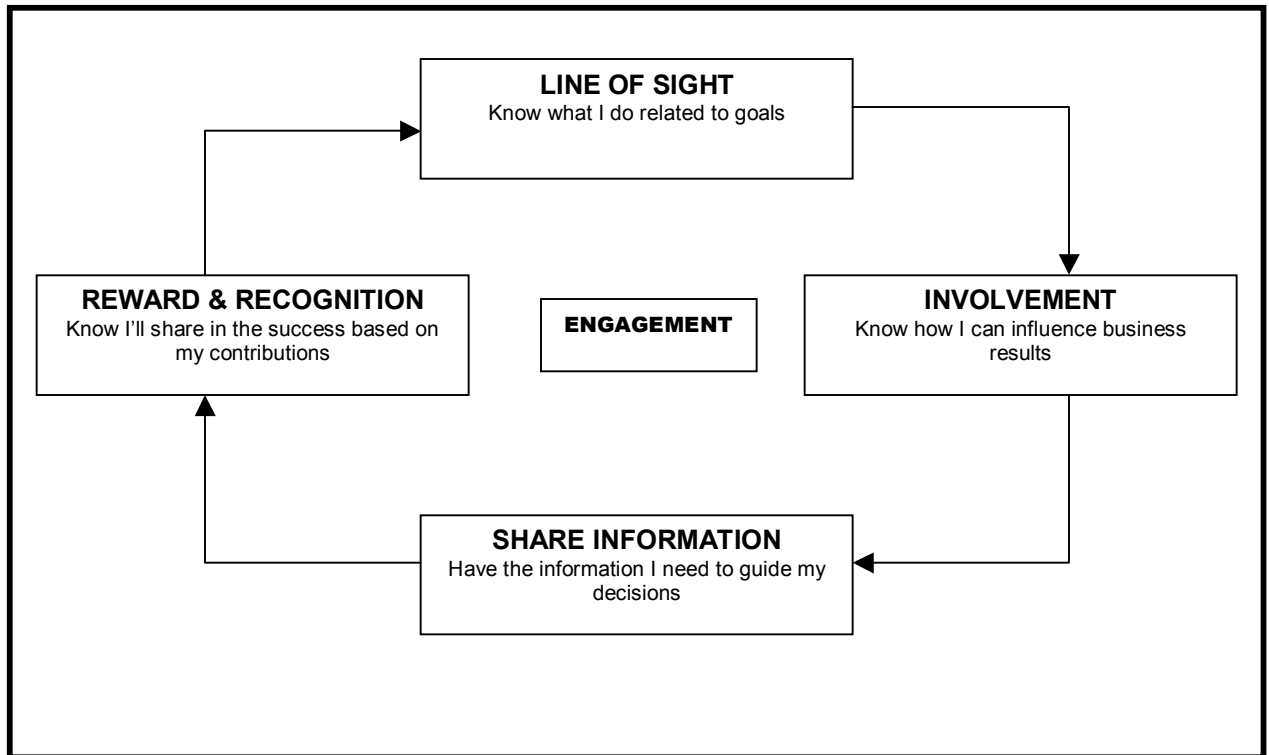 LINE OF SIGHT
Know what I do related to goals
REWARD & RECOGNITION
Know I'll share in the success based on
my contributions
ENGAGEMENT
INVOLVEMENT
Know how I can influence business
results
SHARE INFORMATION
Have the information I need to guide my
decisions